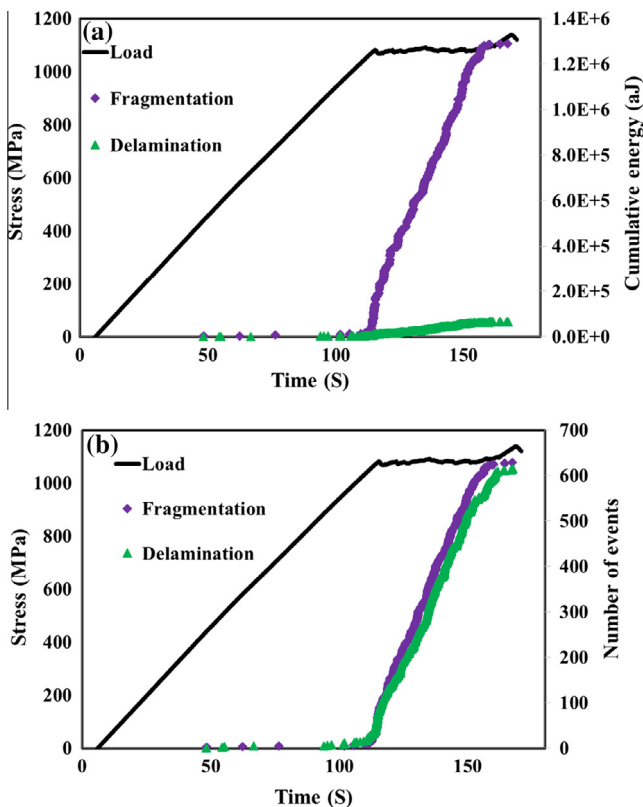 (a)
Load
Fragmentation
Delamination
Stress (MPa)
1200
1000
800
600
400
200
0
0
50
100
150
Time (S)
1.4E+6
1.2E+6
1.0E+6
8.0E+5
6.0E+5
4.0E+5
2.0E+5
0.0E+0
Cumulative energy (aJ)
(b)
Load
Fragmentation
Delamination
Stress (MPa)
1200
1000
800
600
400
200
0
0
50
100
150
Time (S)
700
600
500
400
300
200
100
0
Number of events